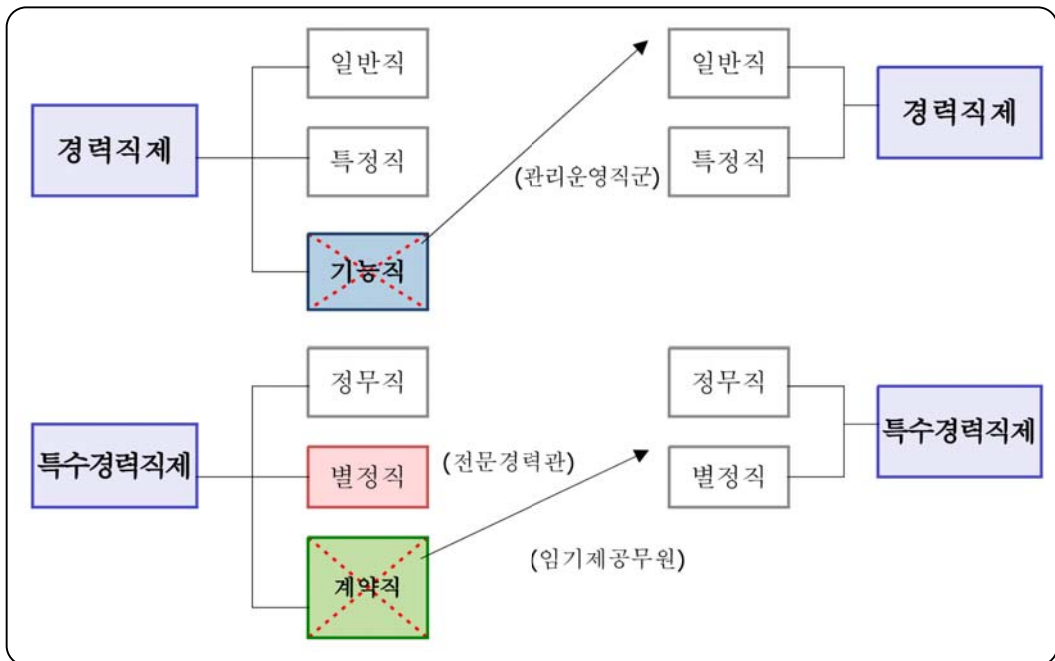 경력직제
일반직
특정직
기능직
(관리운영직군)
일반직
특정직
경력직제
특수경력직제
정무직
별정직
계약직
(전문경력관)
(임기제공무원)
정무직
별정직
특수경력직제